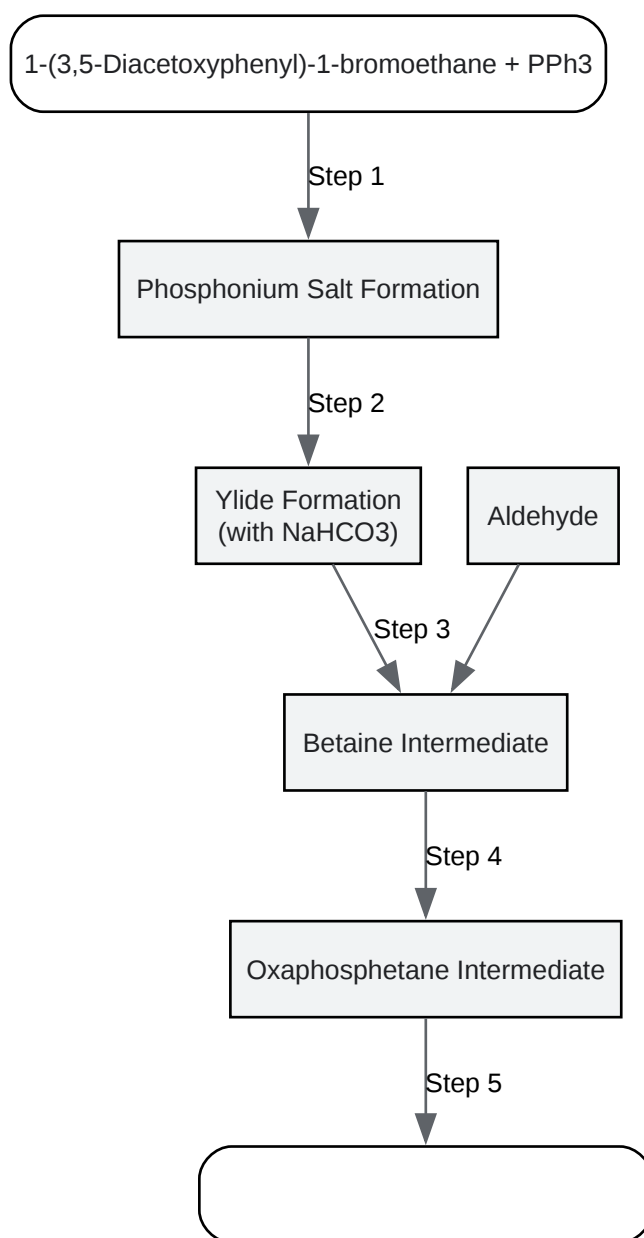 1-(3,5-Diacetoxyphenyl)-1-bromoethane + PPh3
Step 1
Phosphonium Salt Formation
Step 2
Ylide Formation
(with NaHCO3)
Aldehyde
Step 3
Betaine Intermediate
Step 4
Oxaphosphetane Intermediate
Step 5